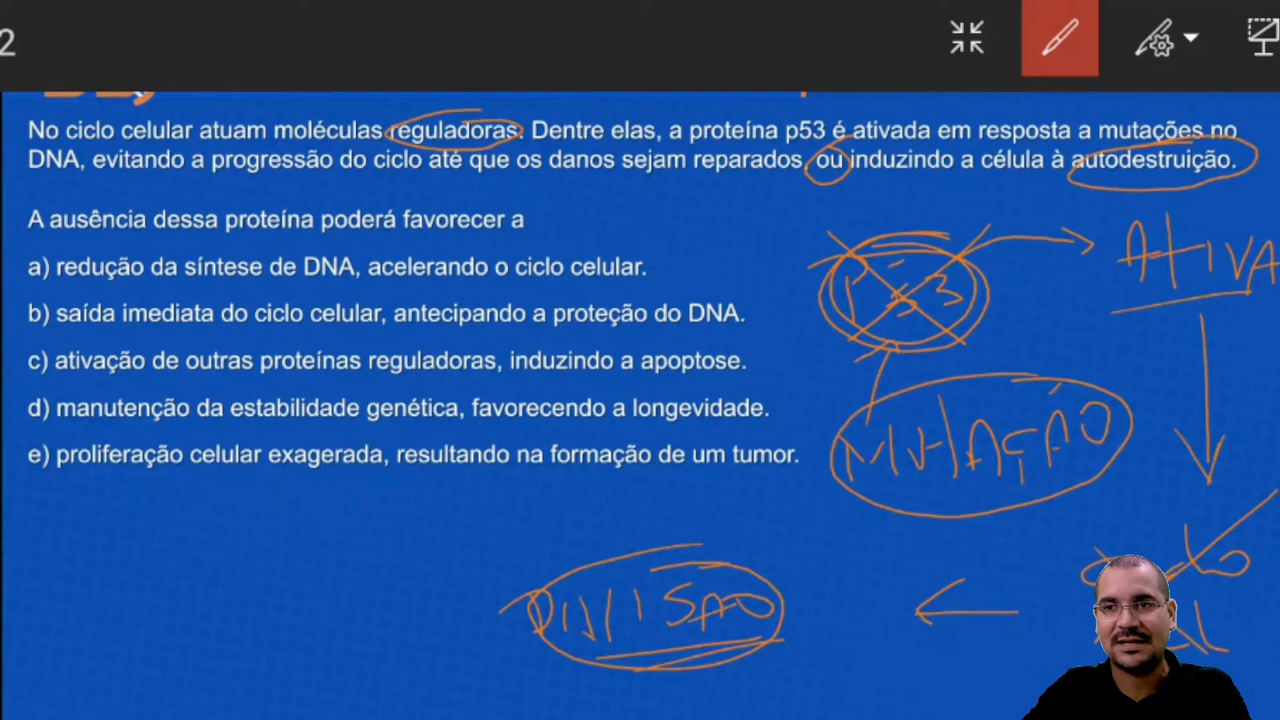 2
No ciclo celular atuam moléculas reguladoras. Dentre elas, a proteína p53 é ativada em resposta a mutações no
DNA, evitando a progressão do ciclo até que os danos sejam reparados, ou induzindo a célula à autodestruição.
A ausência dessa proteína poderá favorecer a
a) redução da síntese de DNA, acelerando o ciclo celular.
b) saída imediata do ciclo celular, antecipando a proteção do DNA.
c) ativação de outras proteínas reguladoras, induzindo a apoptose.
d) manutenção da estabilidade genética, favorecendo a longevidade.
e) proliferação celular exagerada, resultando na formação de um tumor.
ATIVA
P53
MUTAÇÃO
DIVISÃO